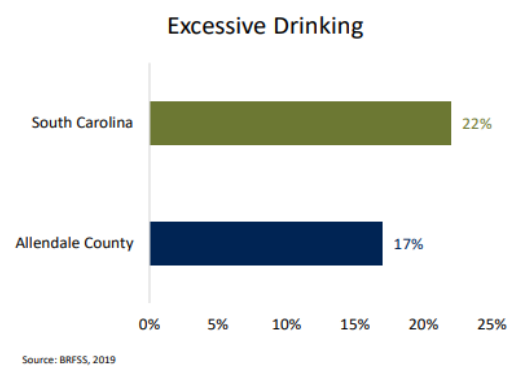 Excessive Drinking
South Carolina
22%
Allendale County
17%
0% 5% 10% 15% 20% 25%
Source: BRFSS, 2019